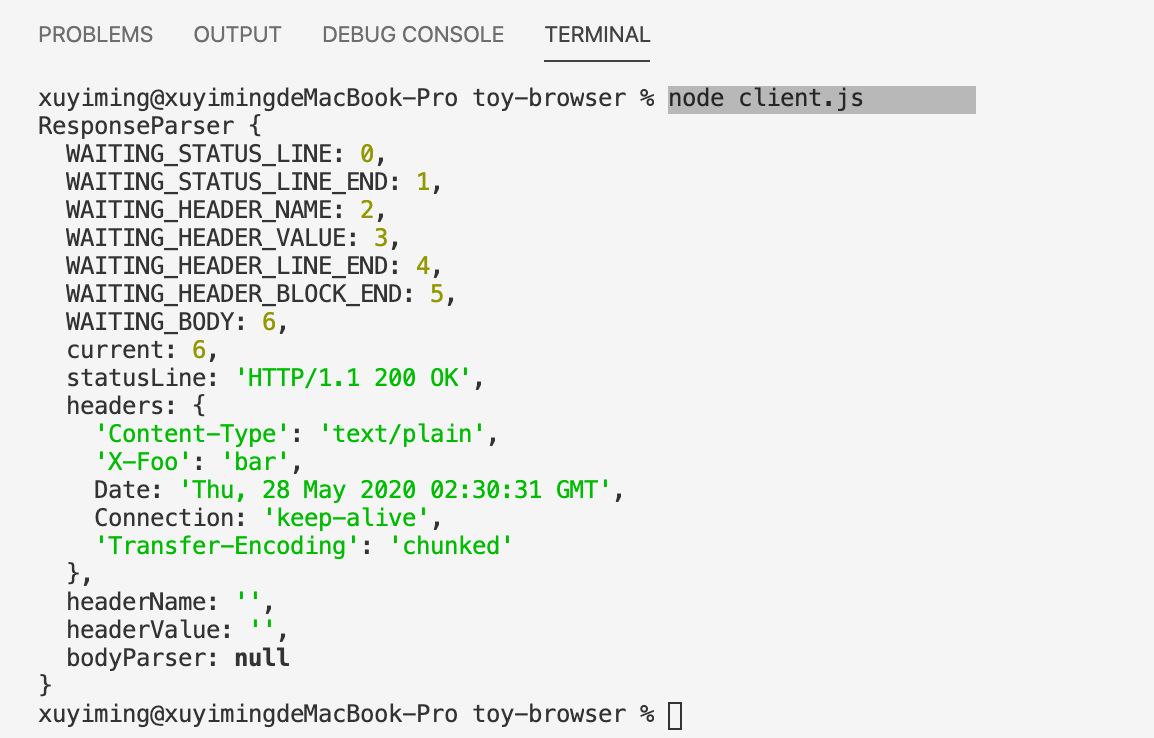 PROBLEMS OUTPUT DEBUG CONSOLE TERMINAL
xuyiming@xuyimingdeMacBook-Pro toy-browser % node client.js
ResponseParser {
  WAITING_STATUS_LINE: 0,
  WAITING_STATUS_LINE_END: 1,
  WAITING_HEADER_NAME: 2,
  WAITING_HEADER_VALUE: 3,
  WAITING_HEADER_LINE_END: 4,
  WAITING_HEADER_BLOCK_END: 5,
  WAITING_BODY: 6,
  current: 6,
  statusLine: 'HTTP/1.1 200 OK',
  headers: {
    'Content-Type': 'text/plain',
    'X-Foo': 'bar',
    Date: 'Thu, 28 May 2020 02:30:31 GMT',
    Connection: 'keep-alive',
    'Transfer-Encoding': 'chunked'
  },
  headerName: '',
  headerValue: '',
  bodyParser: null
}
xuyiming@xuyimingdeMacBook-Pro toy-browser %